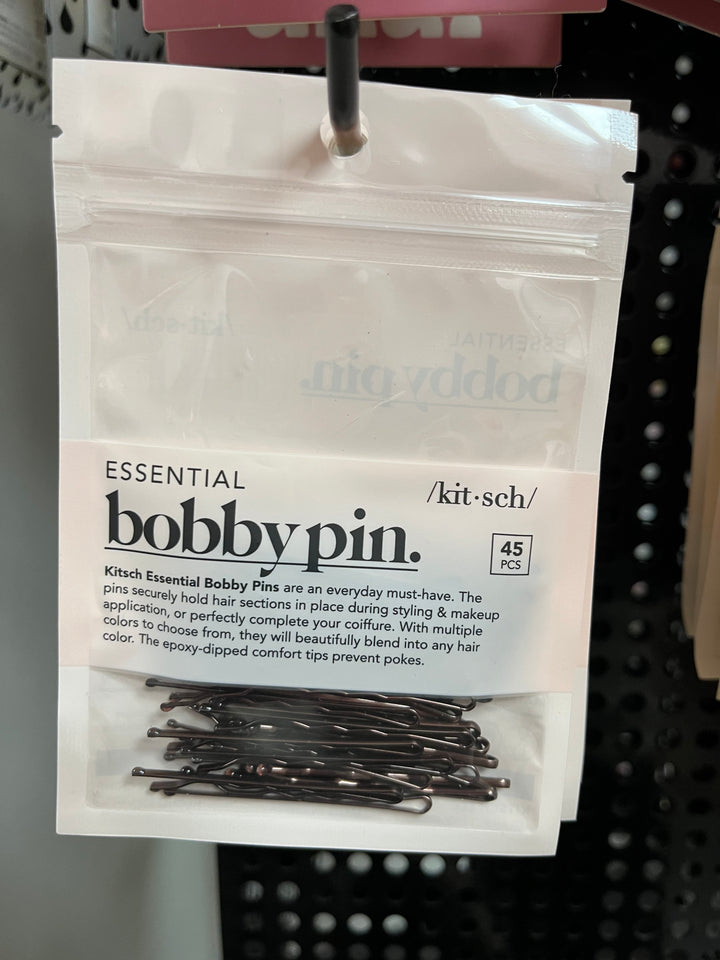 ESSENTIAL
/kit·sch/
bobby pin.
45
PCS
Kitsch Essential Bobby Pins are an everyday must-have. The
pins securely hold hair sections in place during styling & makeup
application, or perfectly complete your coiffure. With multiple
colors to choose from, they will beautifully blend into any hair
color. The epoxy-dipped comfort tips prevent pokes.